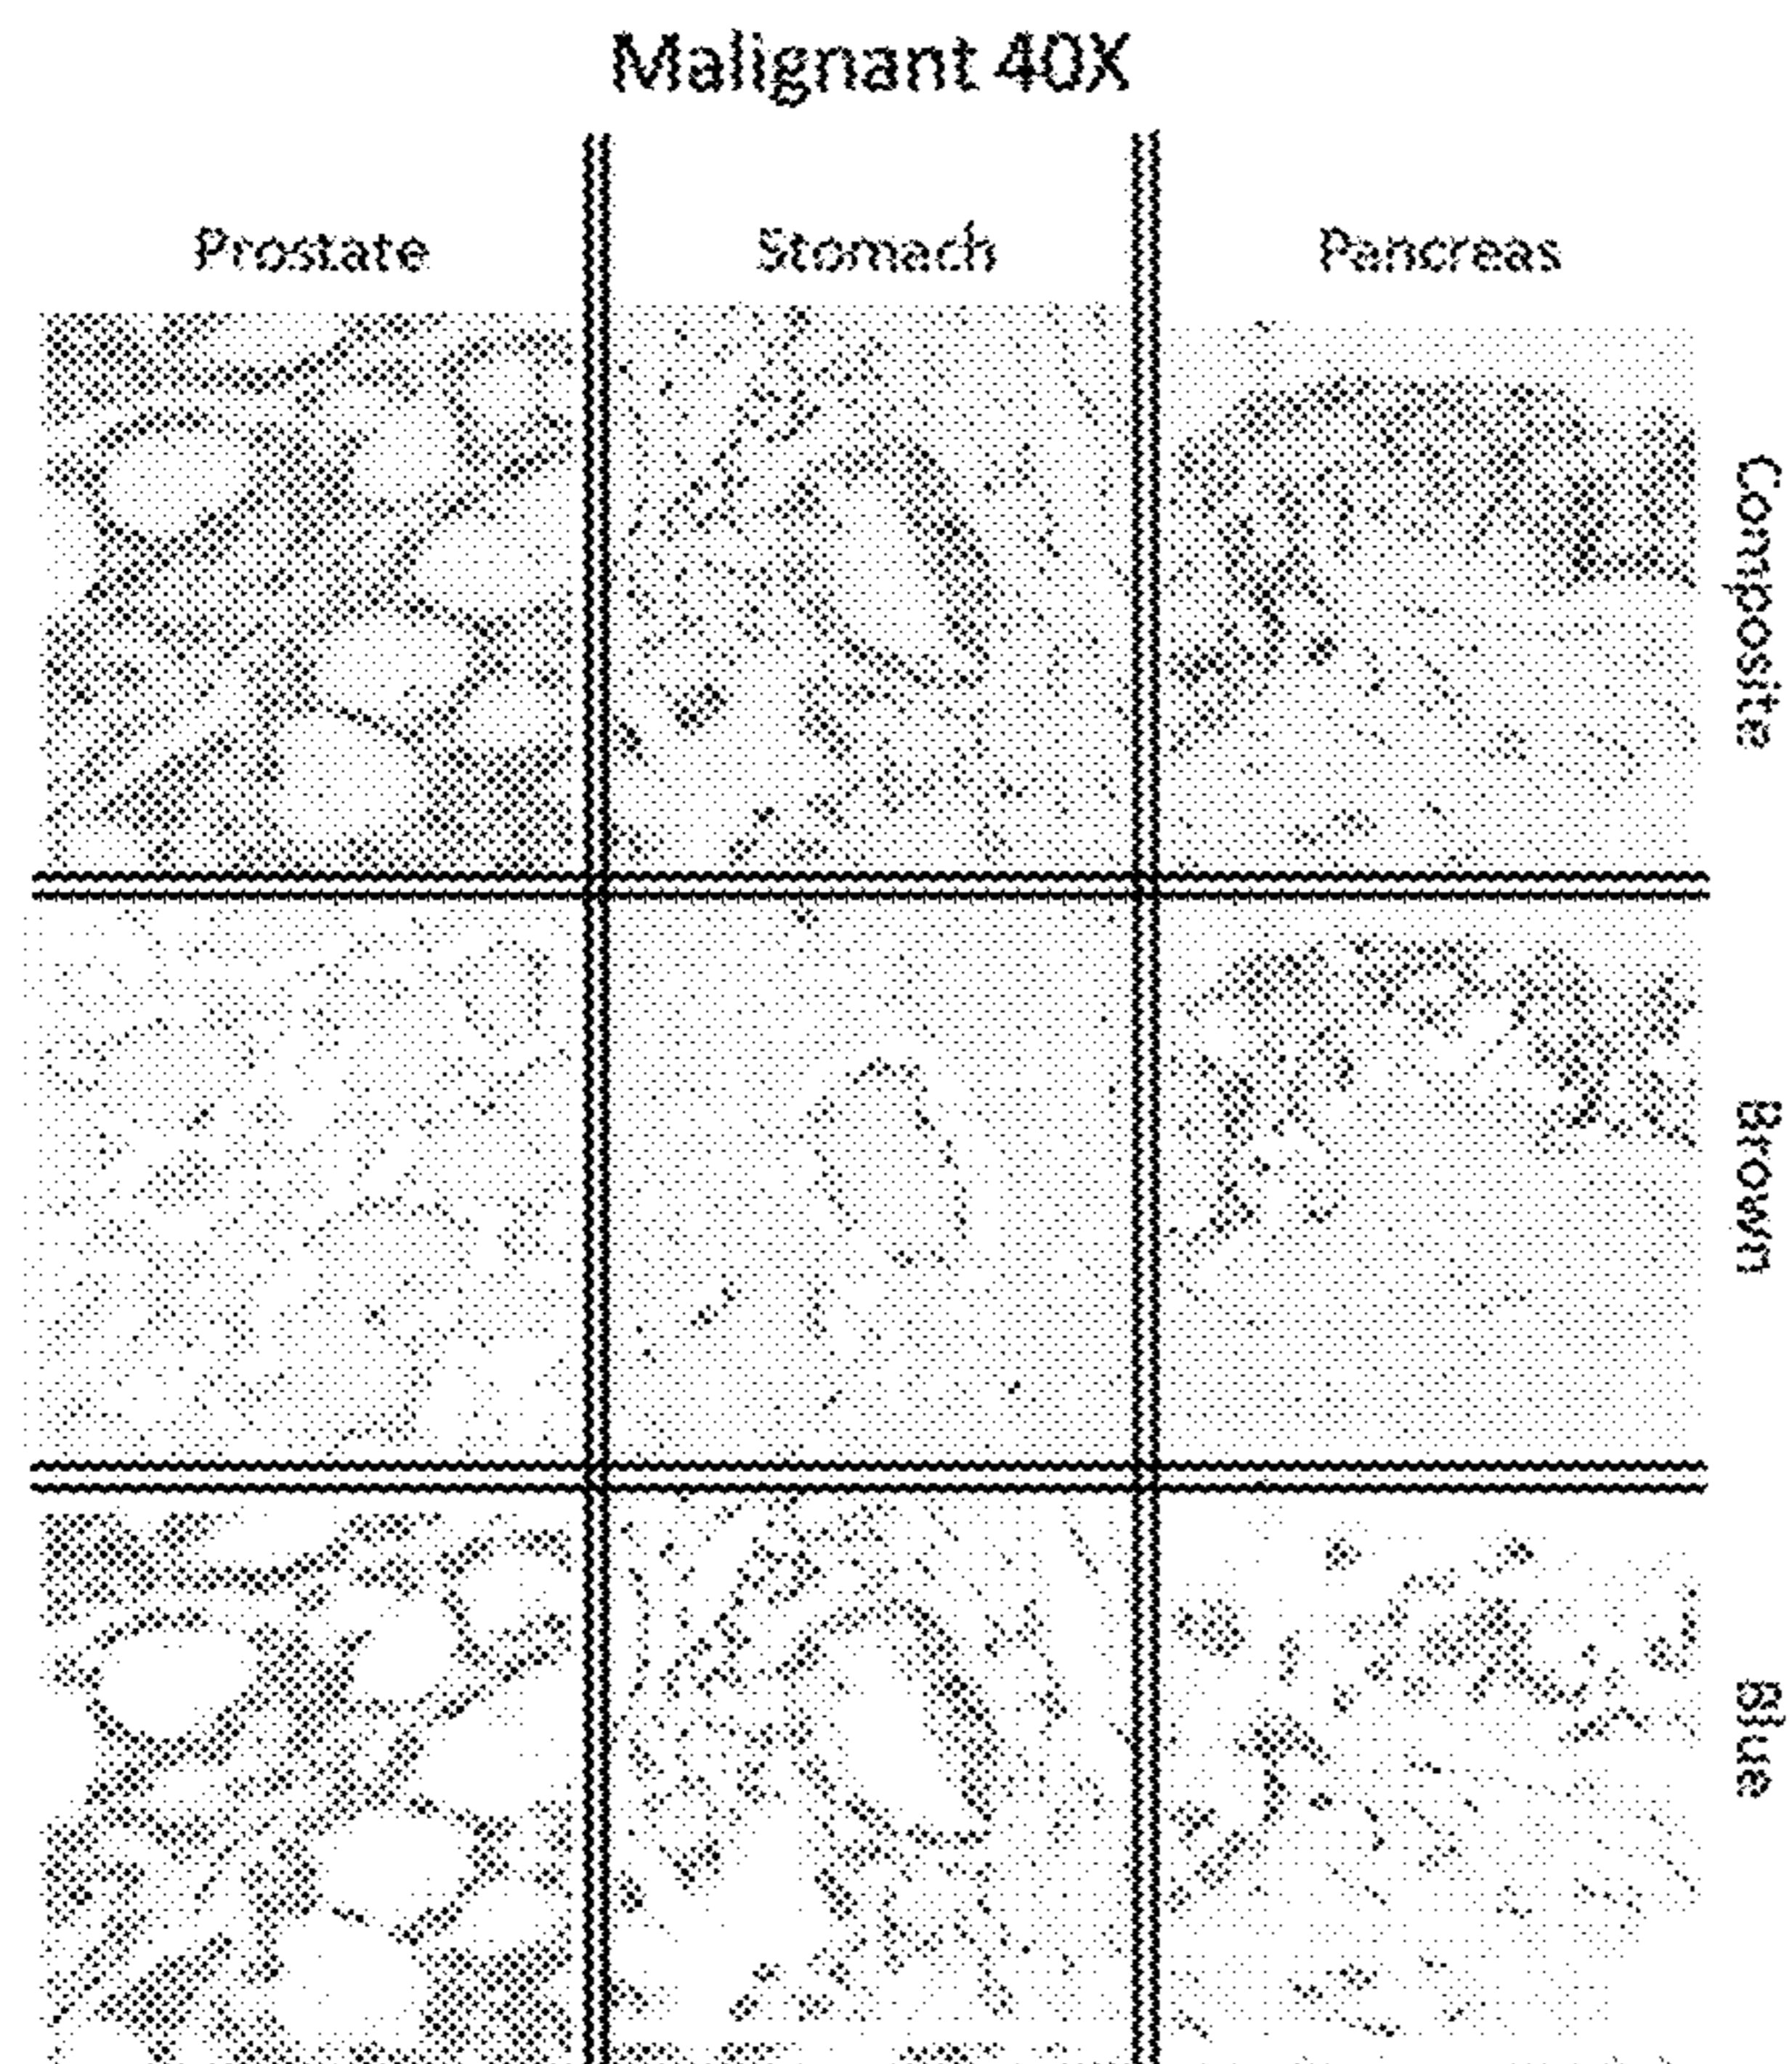 Malignant 40X
Prostate
Stomach
Pancreas
Composite
Brown
Blue